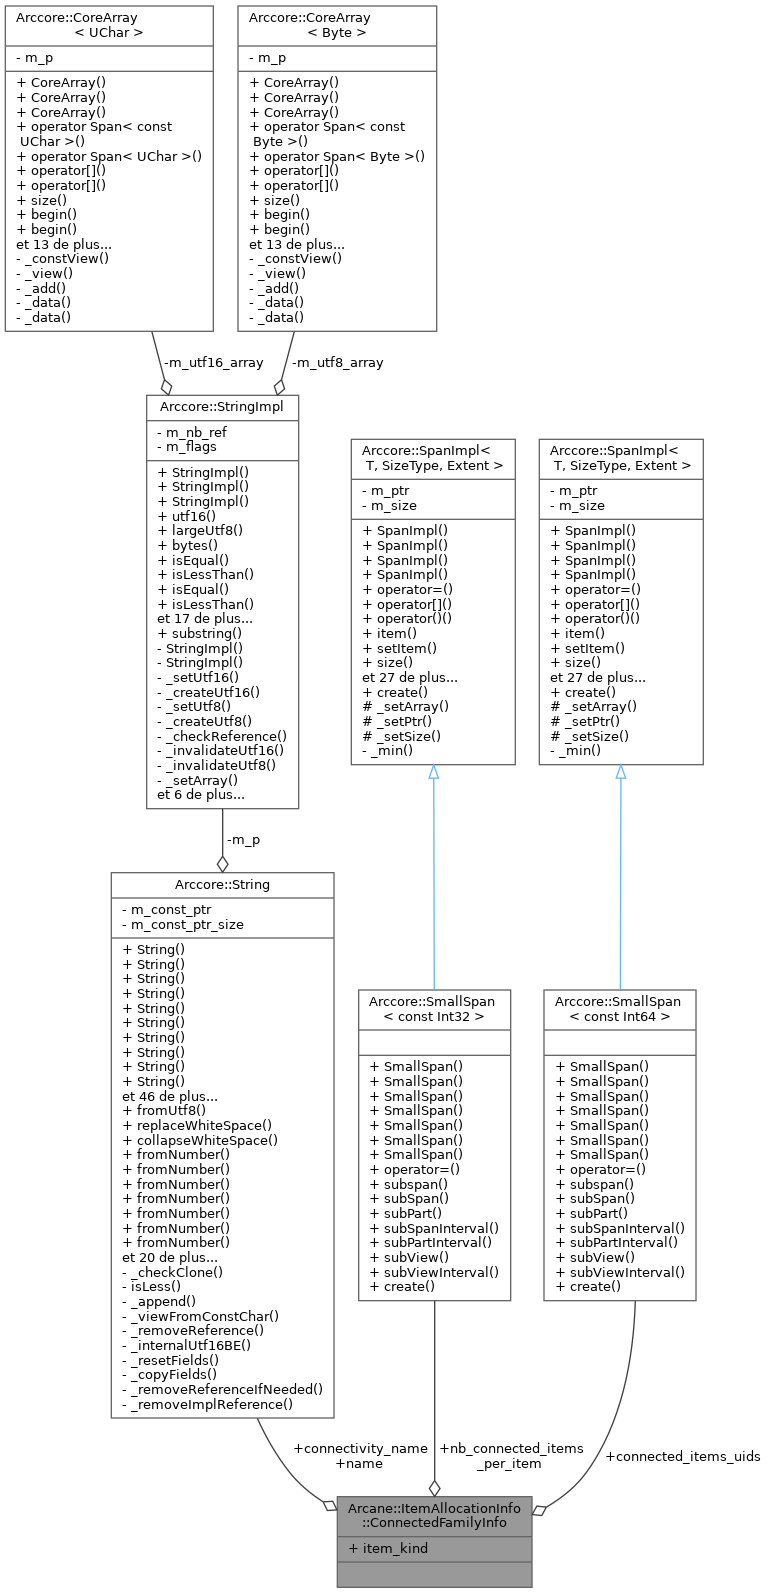 Arccore::CoreArray
< UChar >
- m_p
+ CoreArray()
+ CoreArray()
+ CoreArray()
+ operator Span< const
UChar >()
+ operator Span< UChar >()
+ operator[]()
+ operator[]()
+ size()
+ begin()
+ begin()
et 13 de plus...
- _constView()
- _view()
- _add()
- _data()
- _data()
Arccore::CoreArray
< Byte >
- m_p
+ CoreArray()
+ CoreArray()
+ CoreArray()
+ operator Span< const
Byte >()
+ operator Span< Byte >()
+ operator[]()
+ operator[]()
+ size()
+ begin()
+ begin()
et 13 de plus...
- _constView()
- _view()
- _add()
- _data()
- _data()
-m_utf16_array
-m_utf8_array
Arccore::StringImpl
- m_nb_ref
- m_flags
+ StringImpl()
+ StringImpl()
+ StringImpl()
+ utf16()
+ largeUtf8()
+ bytes()
+ isEqual()
+ isLessThan()
+ isEqual()
+ isLessThan()
et 17 de plus...
+ substring()
- StringImpl()
- StringImpl()
- _setUtf16()
- _createUtf16()
- _setUtf8()
- _createUtf8()
- _checkReference()
- _invalidateUtf16()
- _invalidateUtf8()
- _setArray()
et 6 de plus...
Arccore::SpanImpl<
T, SizeType, Extent >
- m_ptr
- m_size
+ SpanImpl()
+ SpanImpl()
+ SpanImpl()
+ SpanImpl()
+ operator=()
+ operator[]()
+ operator()()
+ item()
+ setItem()
+ size()
et 27 de plus...
+ create()
# _setArray()
# _setPtr()
# _setSize()
- _min()
Arccore::SpanImpl<
T, SizeType, Extent >
- m_ptr
- m_size
+ SpanImpl()
+ SpanImpl()
+ SpanImpl()
+ SpanImpl()
+ operator=()
+ operator[]()
+ operator()()
+ item()
+ setItem()
+ size()
et 27 de plus...
+ create()
# _setArray()
# _setPtr()
# _setSize()
- _min()
-m_p
Arccore::String
- m_const_ptr
- m_const_ptr_size
+ String()
+ String()
+ String()
+ String()
+ String()
+ String()
+ String()
+ String()
+ String()
+ String()
et 46 de plus...
+ fromUtf8()
+ replaceWhiteSpace()
+ collapseWhiteSpace()
+ fromNumber()
+ fromNumber()
+ fromNumber()
+ fromNumber()
+ fromNumber()
+ fromNumber()
+ fromNumber()
et 20 de plus...
- _checkClone()
- isLess()
- _append()
- _viewFromConstChar()
- _removeReference()
- _internalUtf16BE()
- _resetFields()
- _copyFields()
- _removeReferenceIfNeeded()
- _removeImplReference()
Arccore::SmallSpan
< const Int32 >
+ SmallSpan()
+ SmallSpan()
+ SmallSpan()
+ SmallSpan()
+ SmallSpan()
+ SmallSpan()
+ SmallSpan()
+ operator=()
+ subspan()
+ subSpan()
+ subPart()
+ subSpanInterval()
+ subPartInterval()
+ subView()
+ subViewInterval()
+ create()
Arccore::SmallSpan
< const Int64 >
+ SmallSpan()
+ SmallSpan()
+ SmallSpan()
+ SmallSpan()
+ SmallSpan()
+ SmallSpan()
+ SmallSpan()
+ operator=()
+ subspan()
+ subSpan()
+ subPart()
+ subSpanInterval()
+ subPartInterval()
+ subView()
+ subViewInterval()
+ create()
+connectivity_name
+name
+nb_connected_items
_per_item
+connected_items_uids
Arcane::ItemAllocationInfo
::ConnectedFamilyInfo
+ item_kind